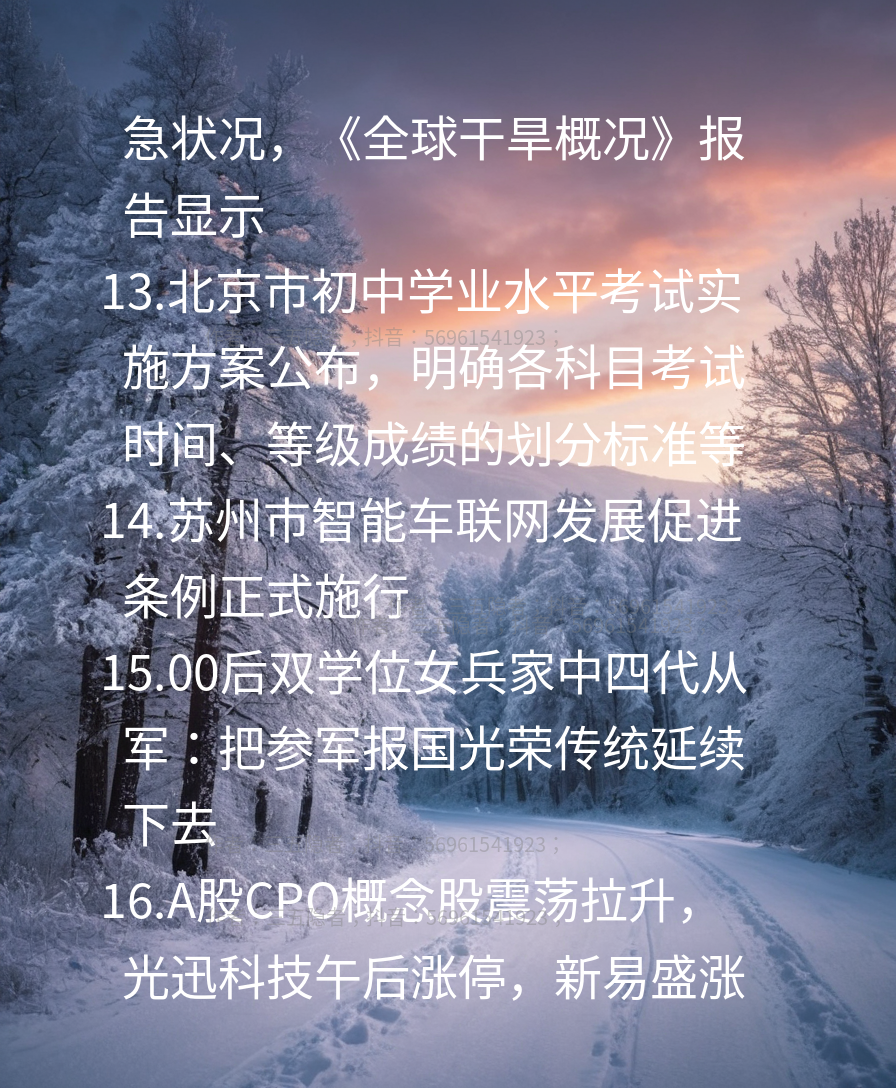 急状况，《全球干旱概况》报
告显示
13.北京市初中学业水平考试实
；抖音：56961541923；
施方案公布，明确各科目考试
时间、等级成绩的划分标准等
14.苏州市智能车联网发展促进
条例正式施行
15.00后双学位女兵家中四代从
军：把参军报国光荣传统延续
下去
56961541923；
16.A股CPO概念股震荡拉升，
；抖音：56961541923；
光迅科技午后涨停，新易盛涨